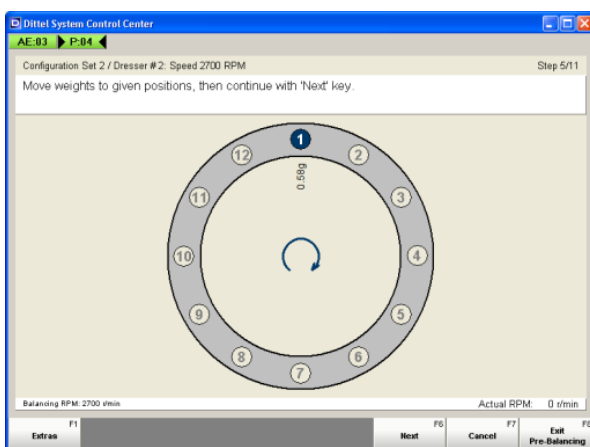 Dittel System Control Center
AE:03 P:04
Configuration Set 2 / Dresser #2: Speed 2700 RPM Step 5/11
Move weights to given positions, then continue with 'Next' key.
1
12 2
0.58g
11 3
10 4
9 5
8 6
7
Balancing RPM: 2700 r/min Actual RPM: 0 r/min
F1 F6 F7 F8
Extras Next Cancel Exit
Pre-Balancing